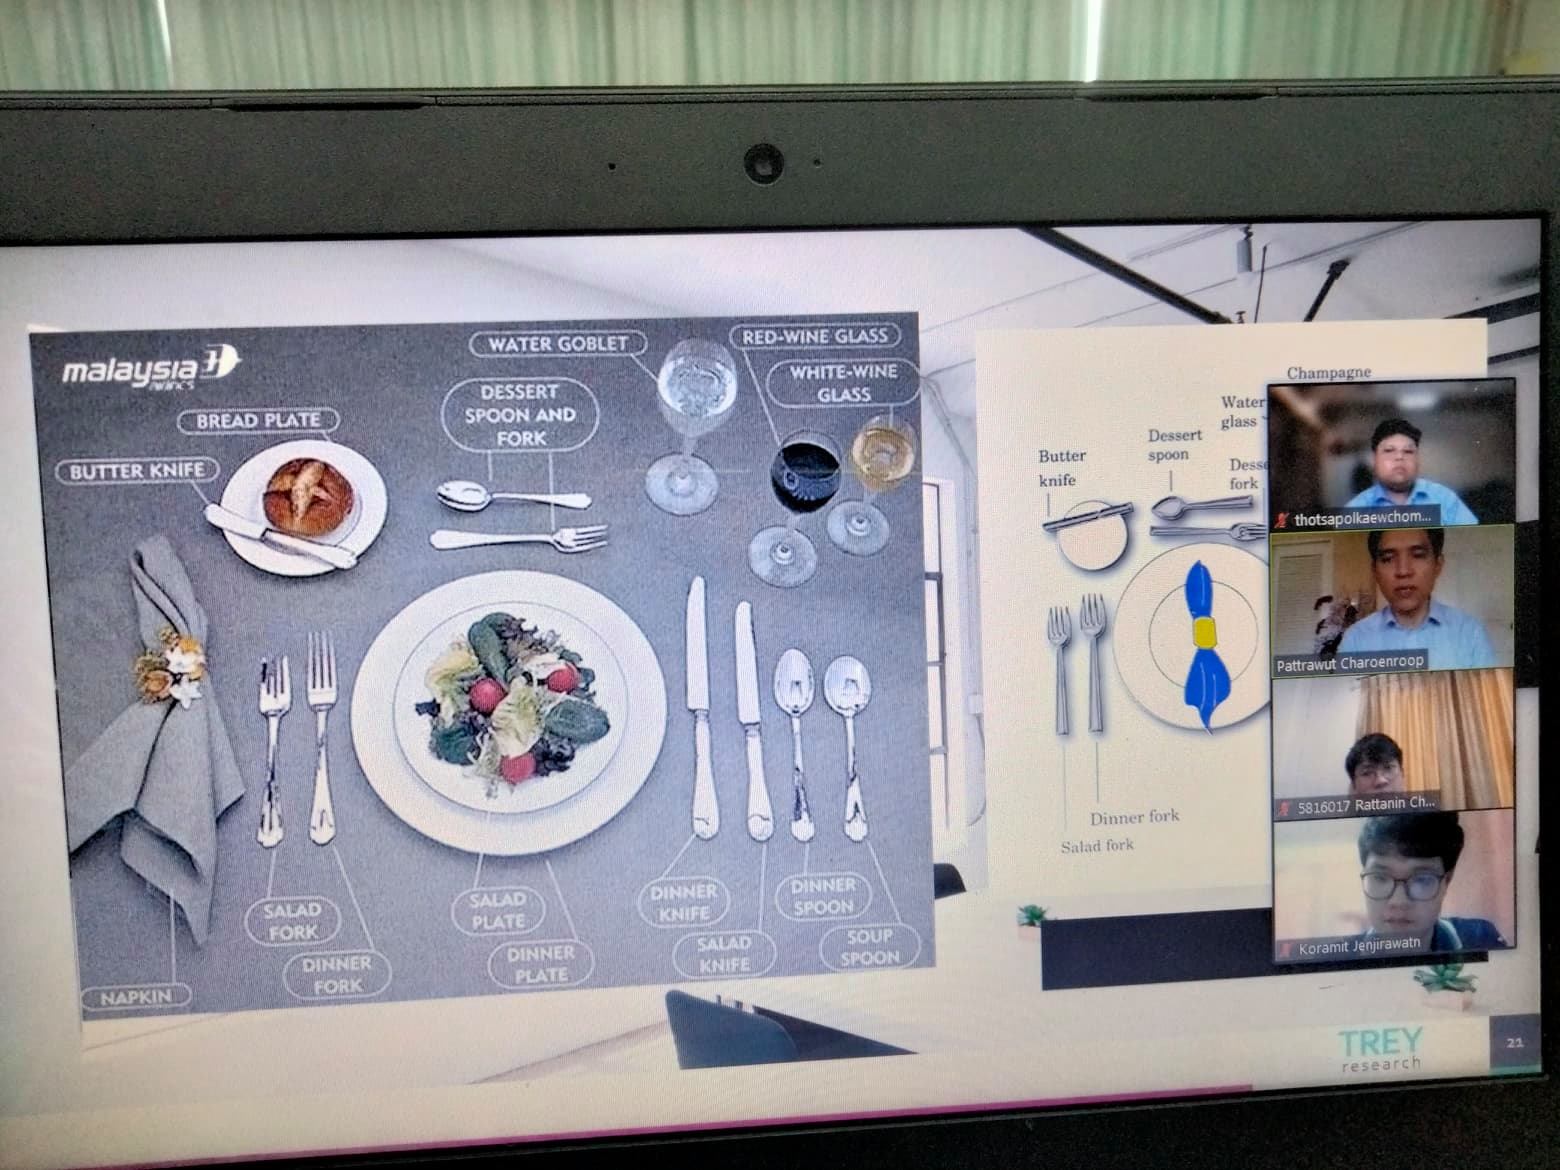 malaysia
airlines
WATER GOBLET
RED-WINE GLASS
WHITE-WINE
GLASS
DESSERT
SPOON AND
FORK
BREAD PLATE
BUTTER KNIFE
SALAD
FORK
DINNER
FORK
SALAD
PLATE
DINNER
PLATE
DINNER
KNIFE
SALAD
KNIFE
DINNER
SPOON
SOUP
SPOON
NAPKIN
Champagne
Water
glass
Dessert
spoon
Butter
knife
Desse
fork
Dinner fork
Salad fork
thotsapolkaewchom...
Pattrawut Charoenroop
5816017 Rattanin Ch...
Koramit Jenjirawatn
TREY
research
21